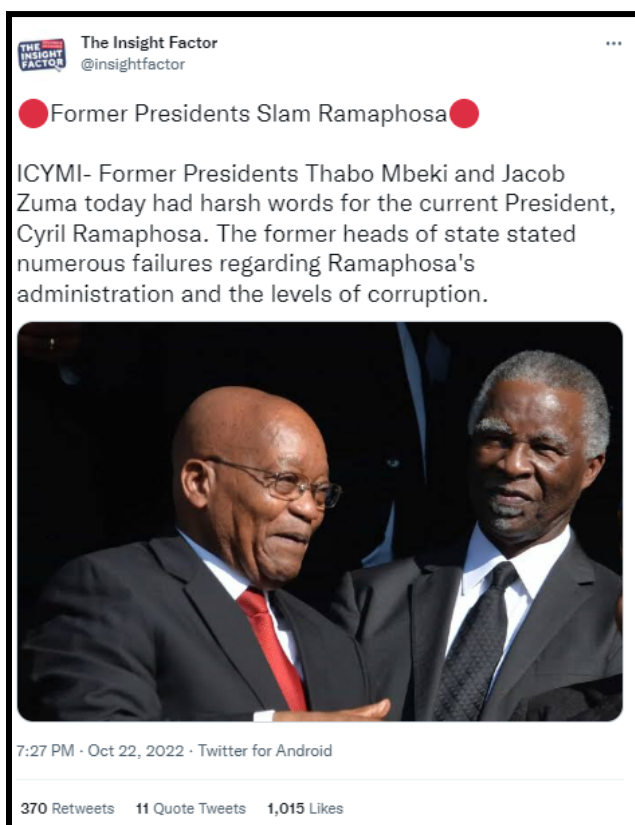 THE
INSIGHT
FACTOR
The Insight Factor
@insightfactor
🔴Former Presidents Slam Ramaphosa🔴
ICYMI- Former Presidents Thabo Mbeki and Jacob
Zuma today had harsh words for the current President,
Cyril Ramaphosa. The former heads of state stated
numerous failures regarding Ramaphosa's
administration and the levels of corruption.
7:27 PM · Oct 22, 2022 · Twitter for Android
370 Retweets 11 Quote Tweets 1,015 Likes